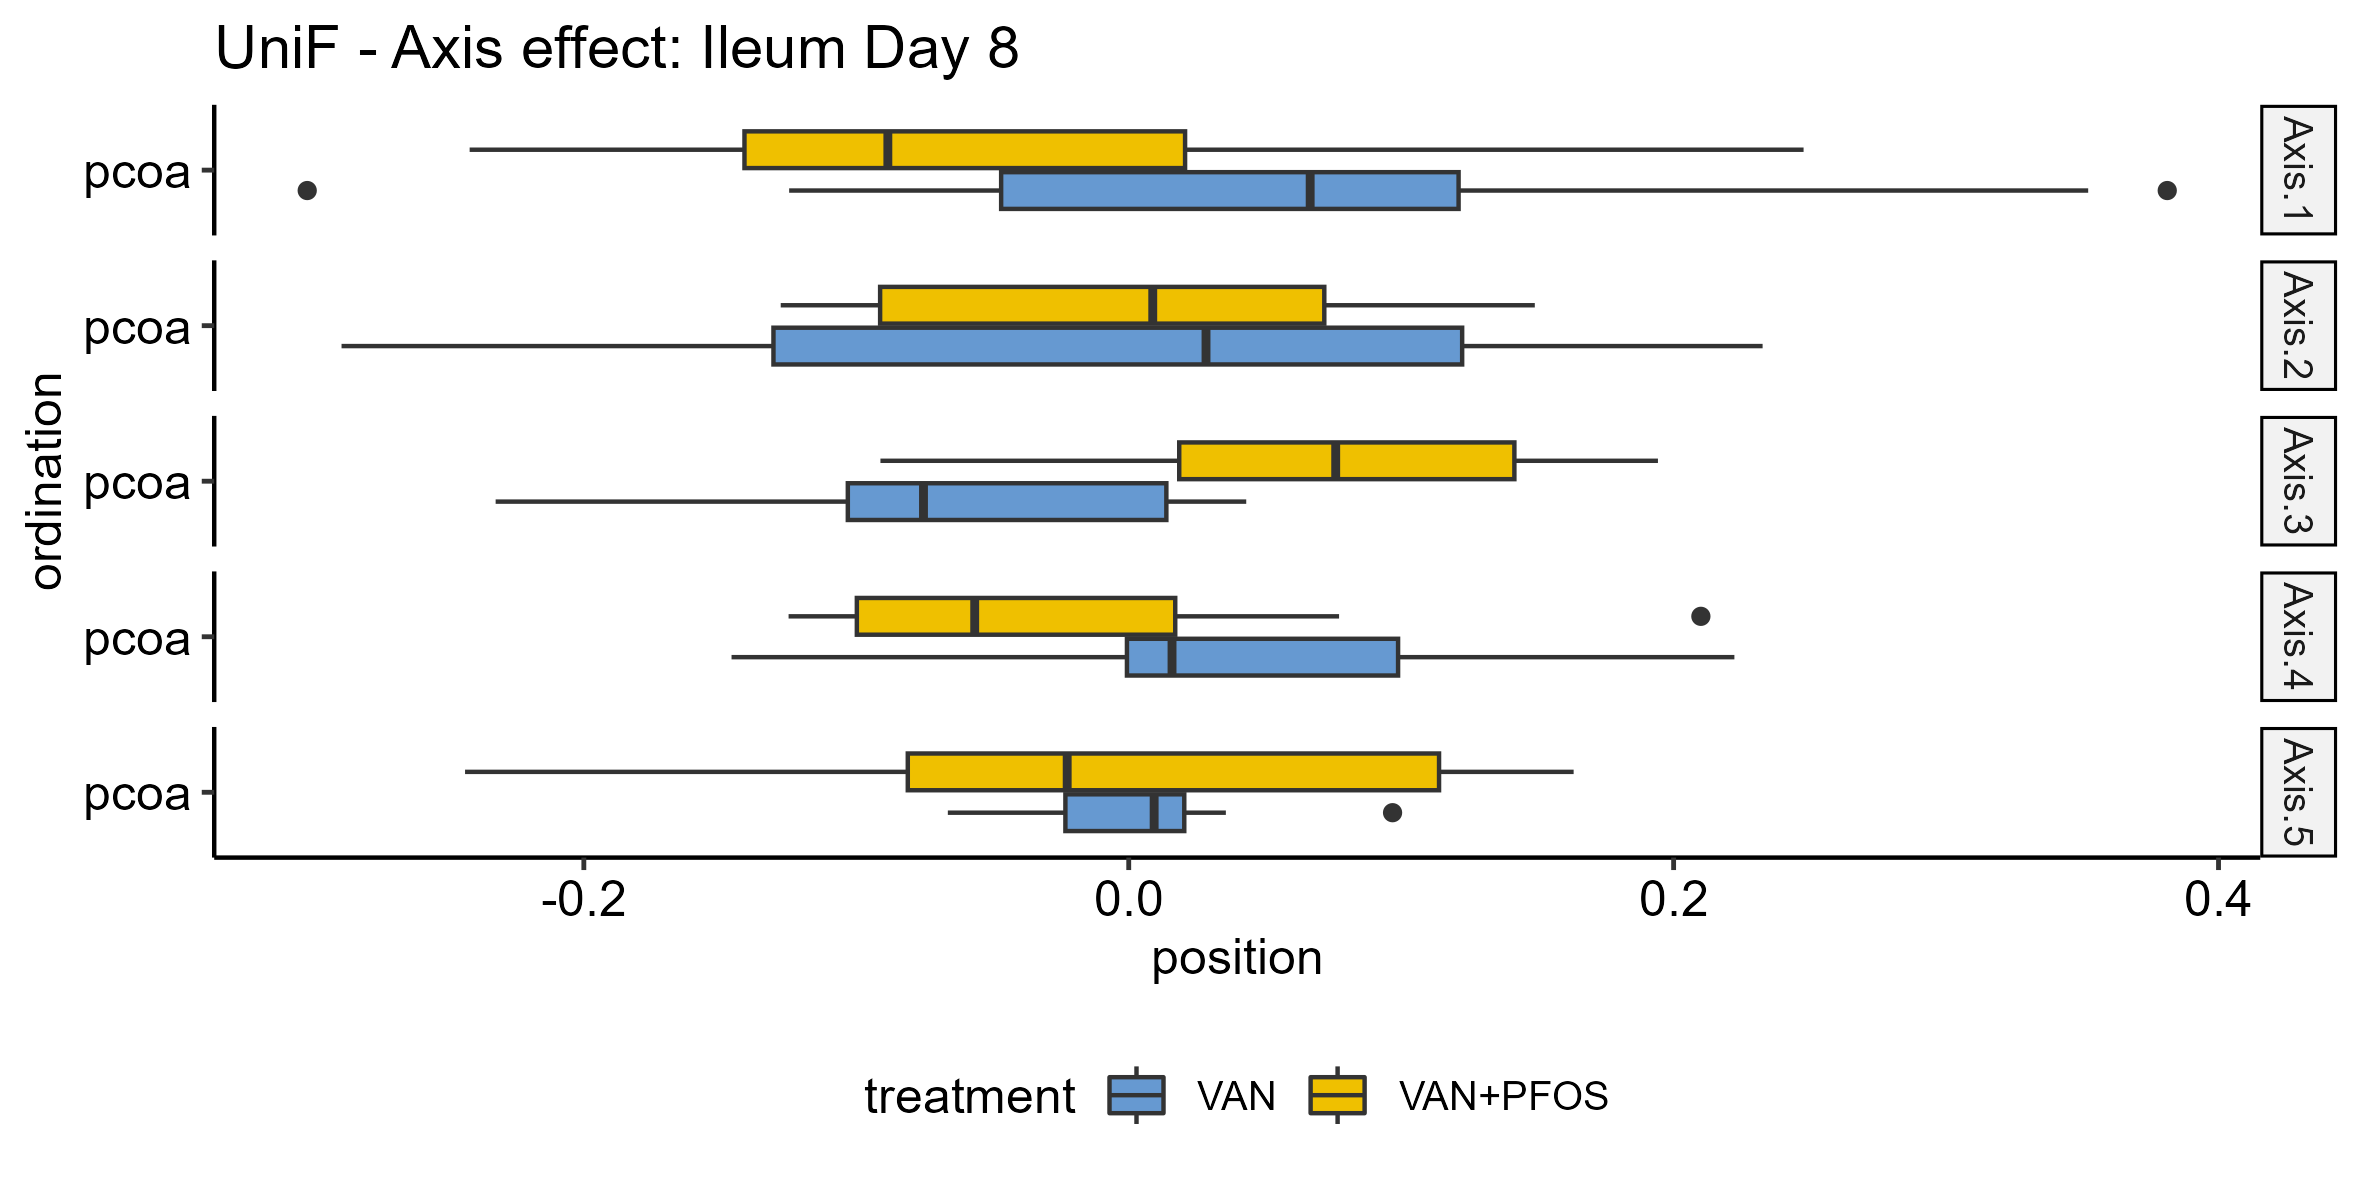 UniF - Axis effect: Ileum Day 8
ordination
pcoa
Axis.1
pcoa
Axis.2
pcoa
Axis.3
pcoa
Axis.4
pcoa
Axis.5
-0.2 0.0 0.2 0.4
position
treatment VAN VAN+PFOS